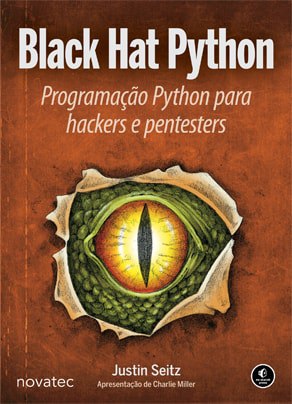 Black Hat Python
Programação Python para
hackers e pentesters
Justin Seitz
Apresentação de Charlie Miller
novatec